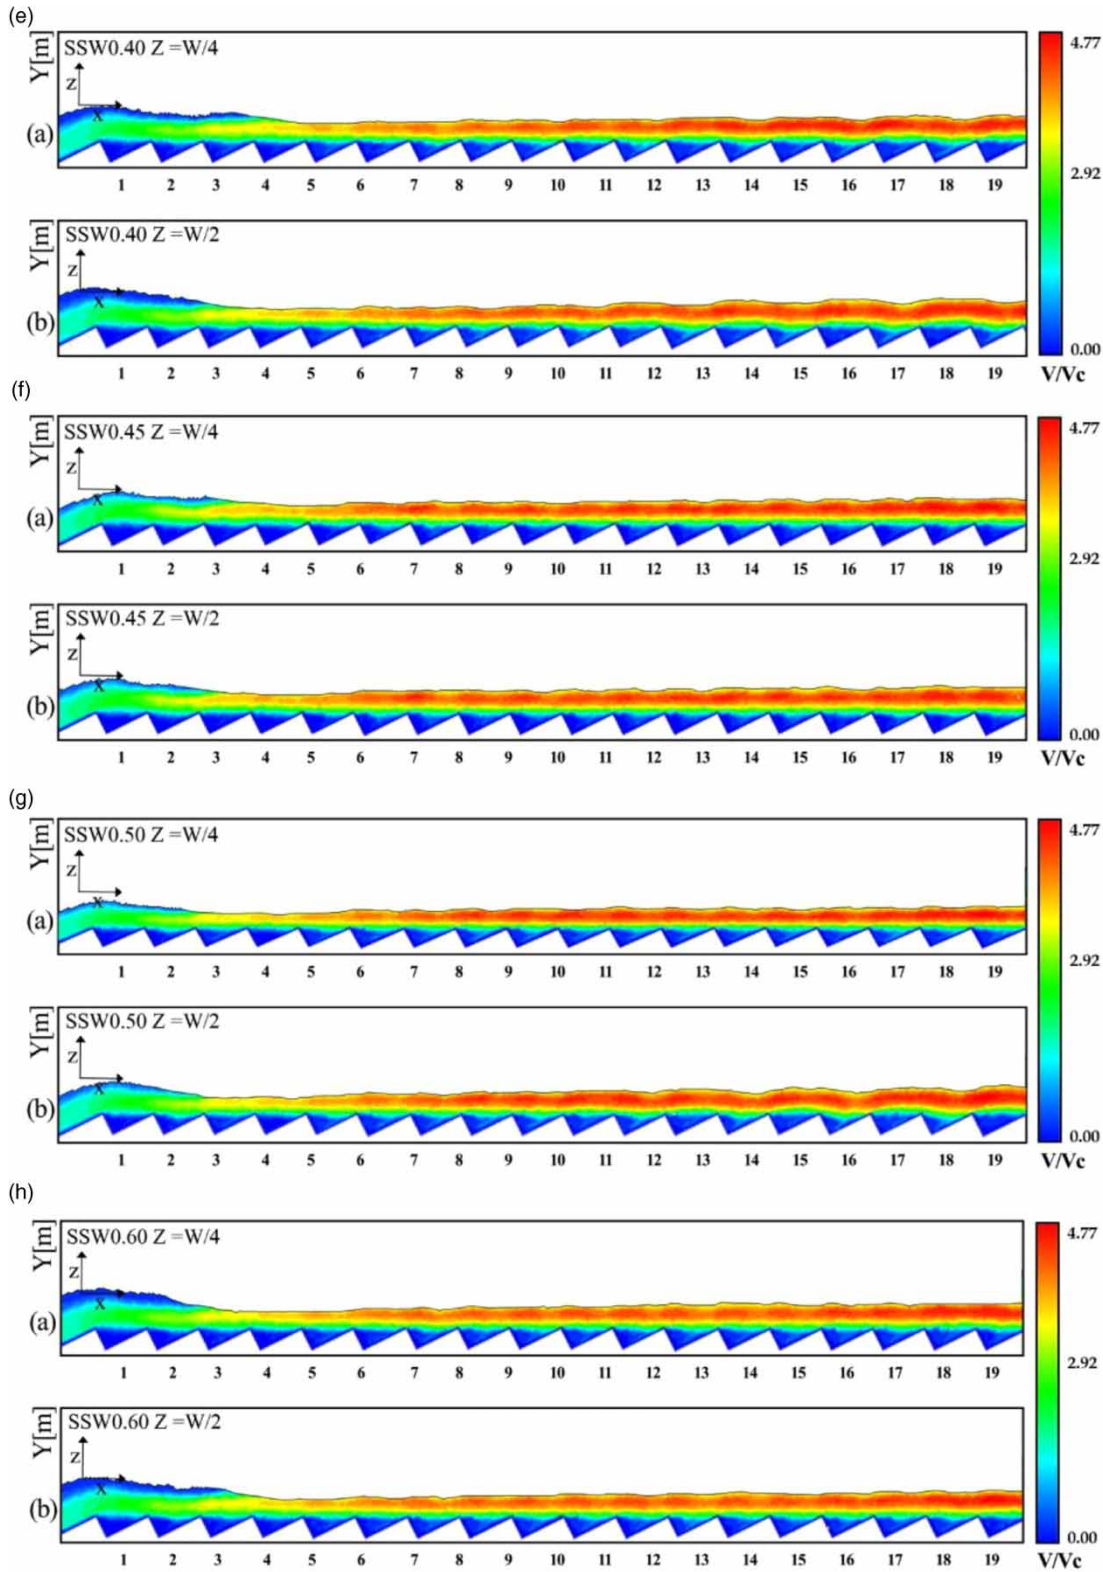 (e)
SSW0.40 Z =W/4
Y[m]
Z
X
(a)
1 2 3 4 5 6 7 8 9 10 11 12 13 14 15 16 17 18 19
SSW0.40 Z =W/2
Y[m]
Z
X
(b)
1 2 3 4 5 6 7 8 9 10 11 12 13 14 15 16 17 18 19
4.77
2.92
0.00
V/Vc
(f)
SSW0.45 Z =W/4
Y[m]
Z
X
(a)
1 2 3 4 5 6 7 8 9 10 11 12 13 14 15 16 17 18 19
SSW0.45 Z =W/2
Y[m]
Z
X
(b)
1 2 3 4 5 6 7 8 9 10 11 12 13 14 15 16 17 18 19
4.77
2.92
0.00
V/Vc
(g)
SSW0.50 Z =W/4
Y[m]
Z
X
(a)
1 2 3 4 5 6 7 8 9 10 11 12 13 14 15 16 17 18 19
SSW0.50 Z =W/2
Y[m]
Z
X
(b)
1 2 3 4 5 6 7 8 9 10 11 12 13 14 15 16 17 18 19
4.77
2.92
0.00
V/Vc
(h)
SSW0.60 Z =W/4
Y[m]
Z
X
(a)
1 2 3 4 5 6 7 8 9 10 11 12 13 14 15 16 17 18 19
SSW0.60 Z =W/2
Y[m]
Z
X
(b)
1 2 3 4 5 6 7 8 9 10 11 12 13 14 15 16 17 18 19
4.77
2.92
0.00
V/Vc